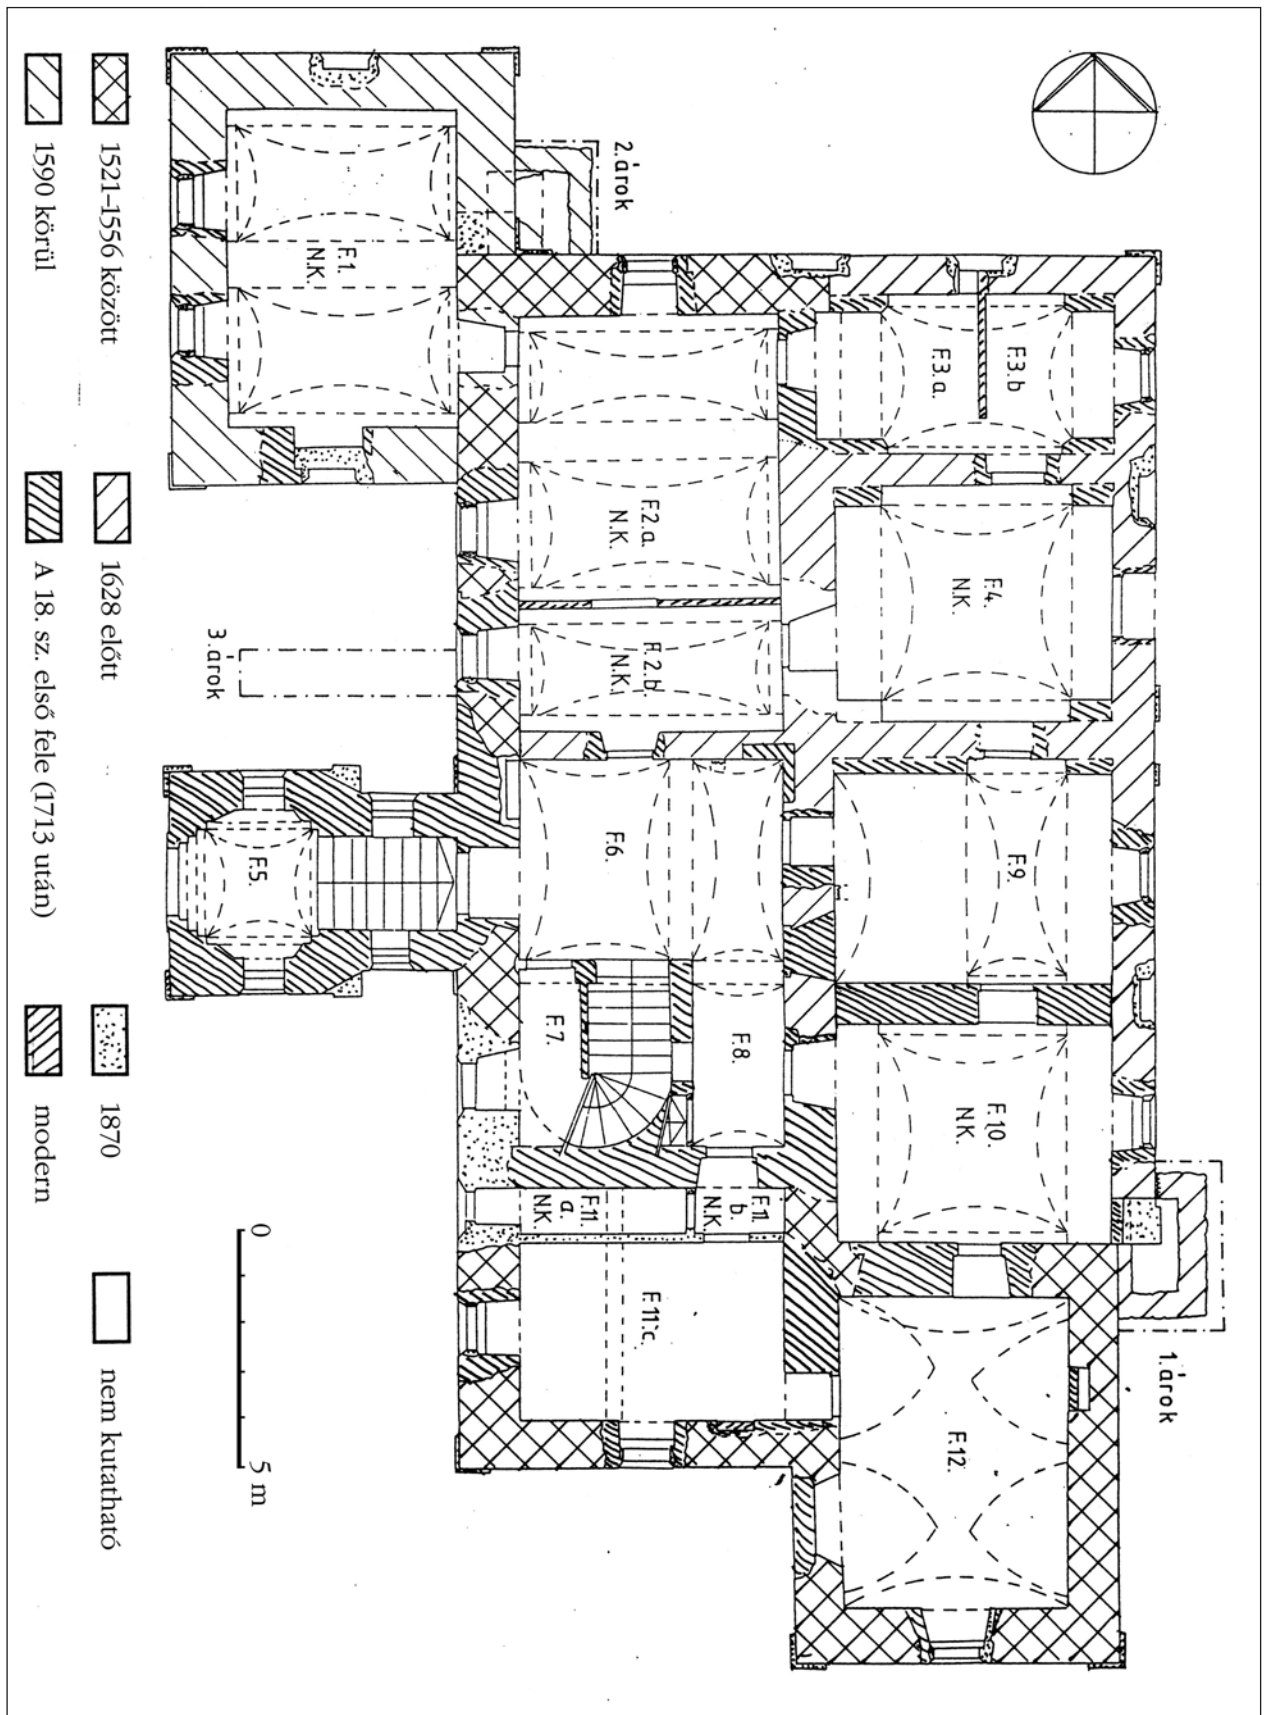 1.árok
2.árok
3.árok
F.1.
N.K.
F.2.a.
N.K.
F.2.b.
N.K.
F.3.a.
F.3.b
F.4.
N.K.
F.5.
F.6.
F.7.
F.8.
F.9.
F.10.
N.K.
F.11.
a.
N.K.
F.11.
b.
N.K.
F.11.c.
F.12.
0
5 m
1521–1556 között
1628 előtt
1870
nem kutatható
1590 körül
A 18. sz. első fele (1713 után)
modern